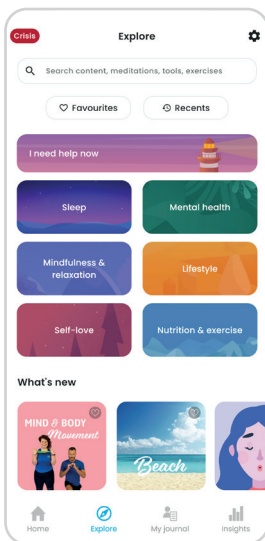 Crisis
Explore
Search content, meditations, tools, exercises
Favourites
Recents
I need help now
Sleep
Mental health
Mindfulness &
relaxation
Lifestyle
Self-love
Nutrition & exercise
What's new
MIND & BODY
Movement
Beach
Home
Explore
My journal
Insights